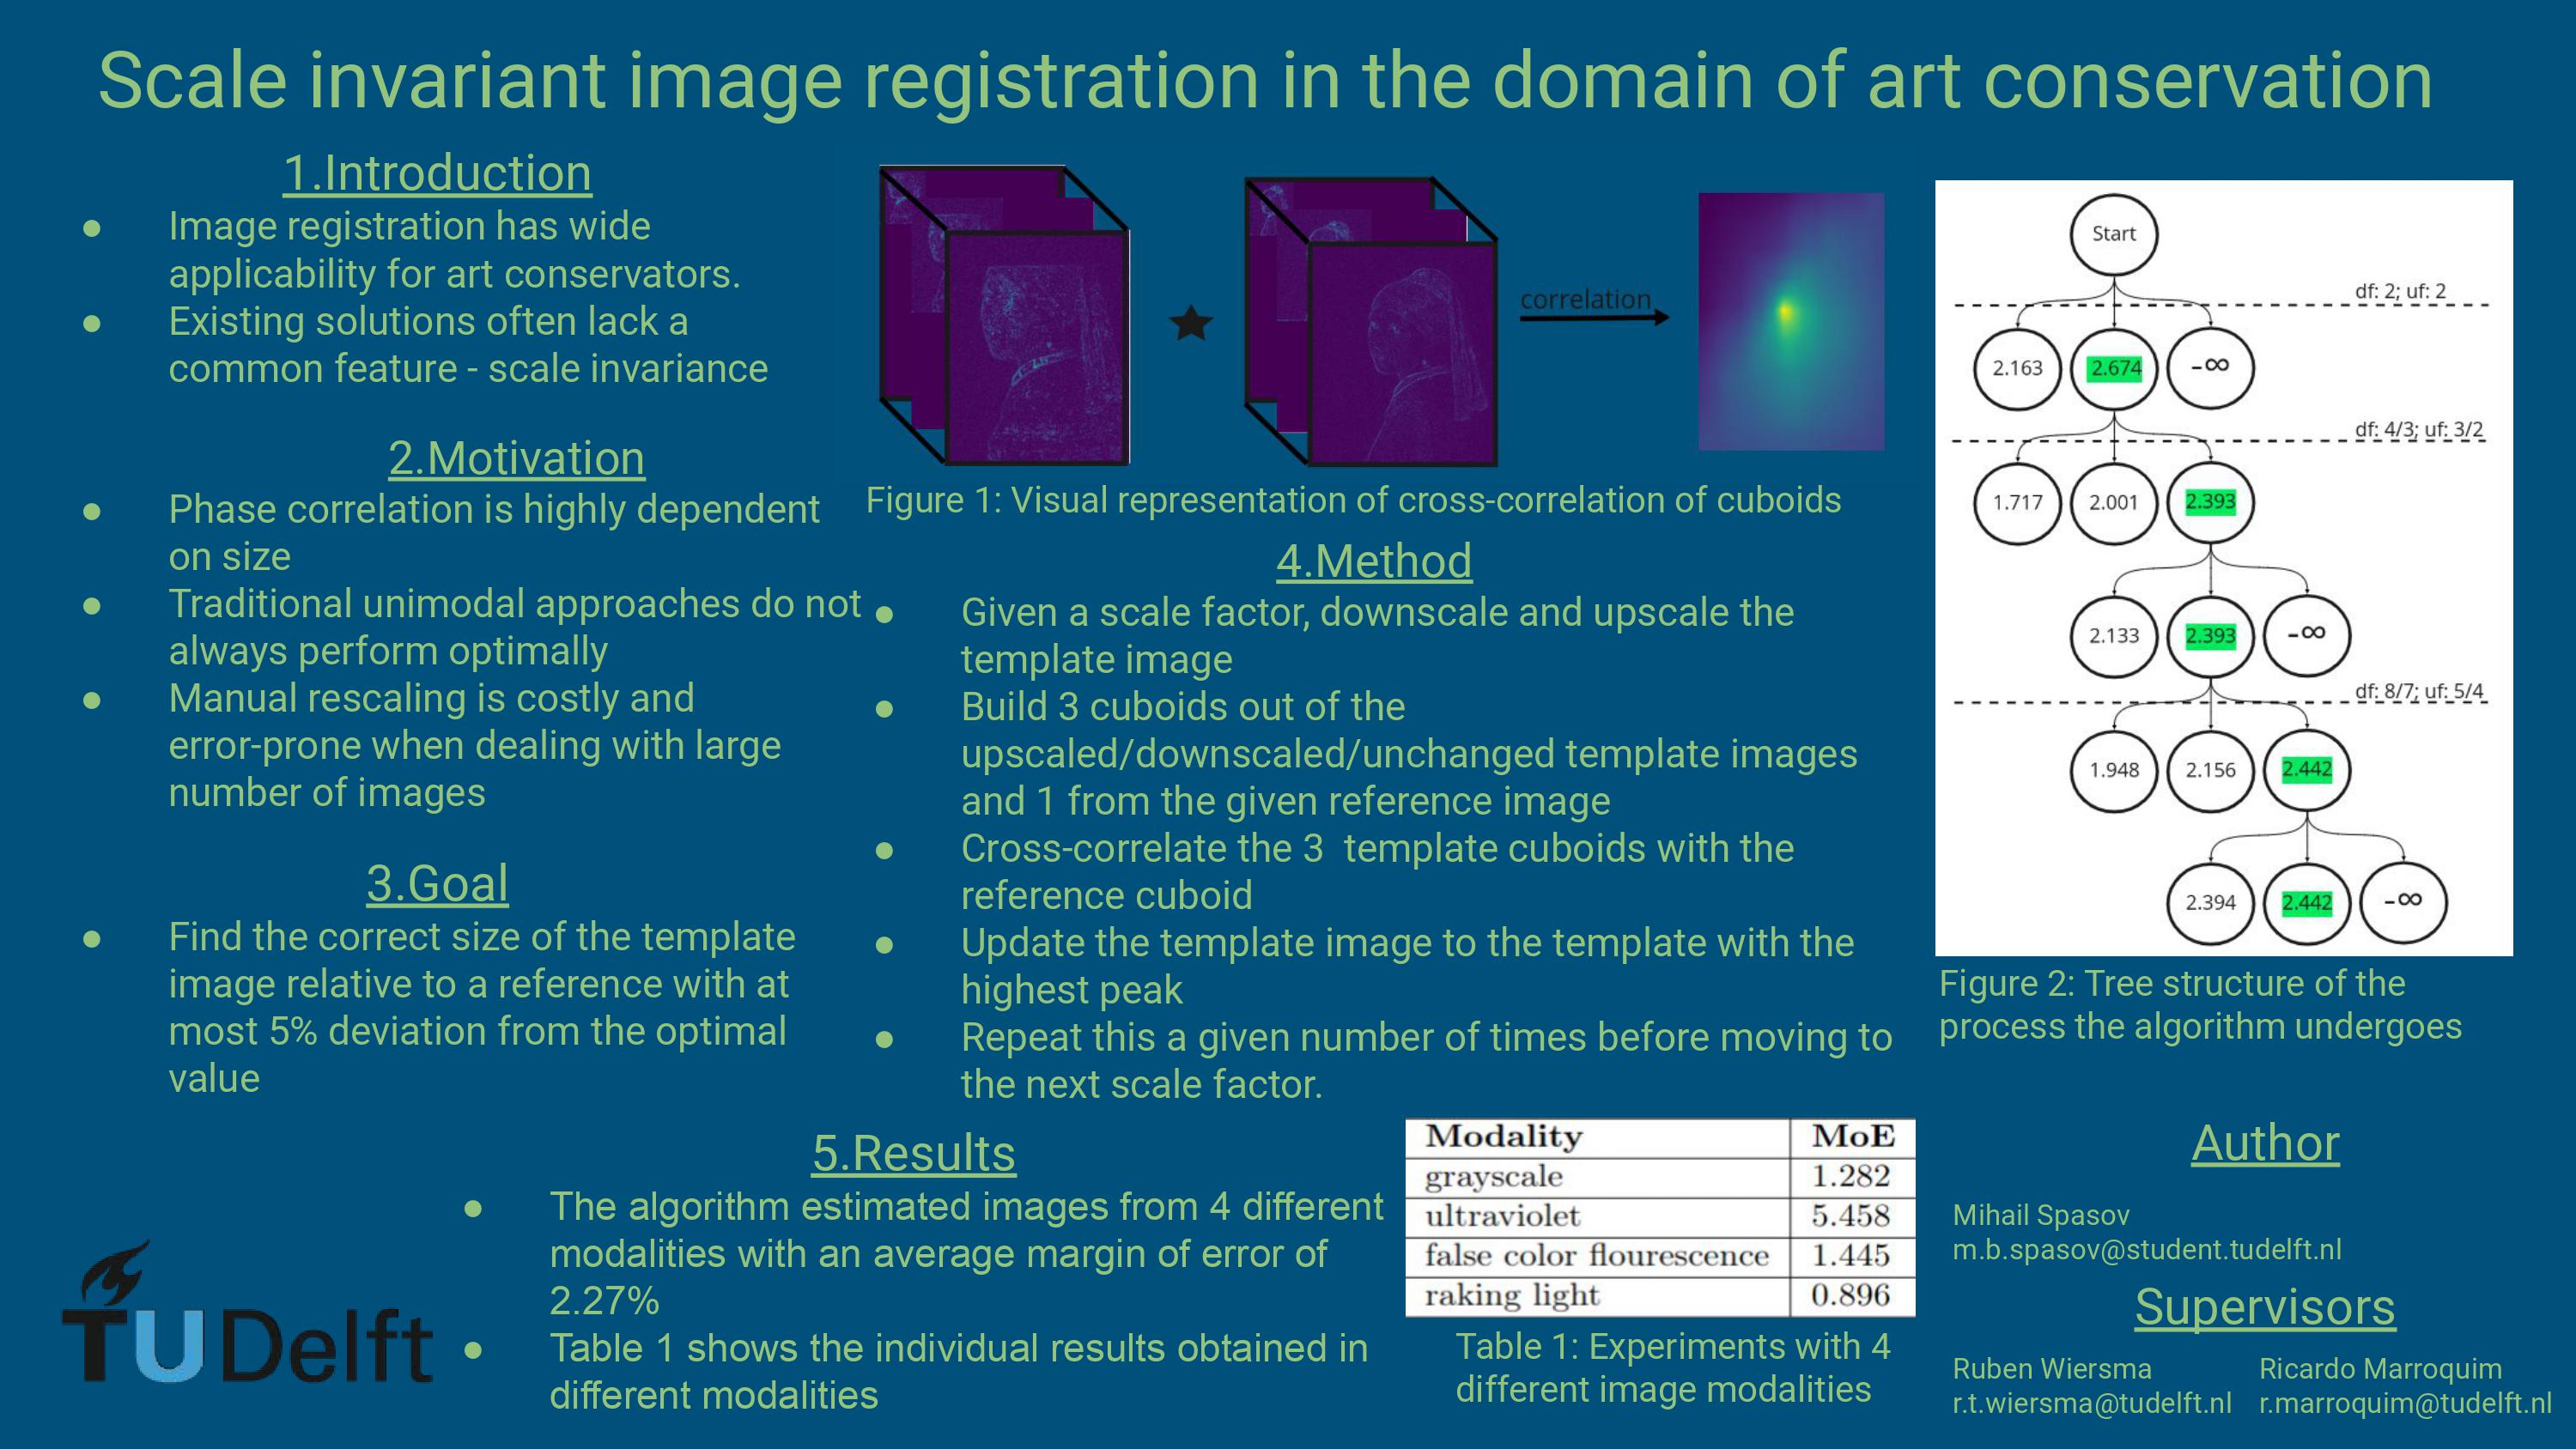 Scale invariant image registration in the domain of art conservation
1.Introduction
● Image registration has wide
applicability for art conservators.
● Existing solutions often lack a
common feature - scale invariance
2.Motivation
● Phase correlation is highly dependent
on size
● Traditional unimodal approaches do not
always perform optimally
● Manual rescaling is costly and
error-prone when dealing with large
number of images
3.Goal
● Find the correct size of the template
image relative to a reference with at
most 5% deviation from the optimal
value
correlation
Figure 1: Visual representation of cross-correlation of cuboids
4.Method
● Given a scale factor, downscale and upscale the
template image
● Build 3 cuboids out of the
upscaled/downscaled/unchanged template images
and 1 from the given reference image
● Cross-correlate the 3 template cuboids with the
reference cuboid
● Update the template image to the template with the
highest peak
● Repeat this a given number of times before moving to
the next scale factor.
Start
df: 2; uf: 2
2.163 2.674 -∞
df: 4/3; uf: 3/2
1.717 2.001 2.393
2.133 2.393 -∞
df: 8/7; uf: 5/4
1.948 2.156 2.442
2.394 2.442 -∞
Figure 2: Tree structure of the
process the algorithm undergoes
5.Results
● The algorithm estimated images from 4 different
modalities with an average margin of error of
2.27%
● Table 1 shows the individual results obtained in
different modalities
Modality MoE
grayscale 1.282
ultraviolet 5.458
false color flourescence 1.445
raking light 0.896
Table 1: Experiments with 4
different image modalities
Author
Mihail Spasov
m.b.spasov@student.tudelft.nl
Supervisors
Ruben Wiersma Ricardo Marroquim
r.t.wiersma@tudelft.nl r.marroquim@tudelft.nl
TUDelft